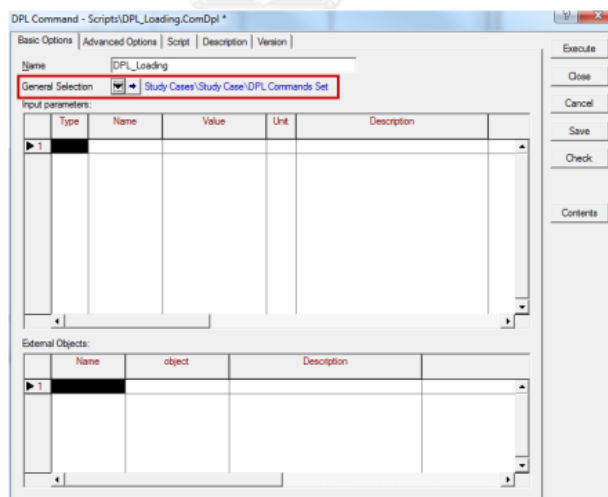 DPL Command - Scripts\DPL_Loading.ComDpl *
Basic Options Advanced Options Script Description Version
Execute
Name DPL_Loading
Close
General Selection Study Cases\Study Case\DPL Commands Set
Cancel
Input parameters:
Type Name Value Unit Description
Save
1
Check
Contents
External Objects:
Name object Description
1